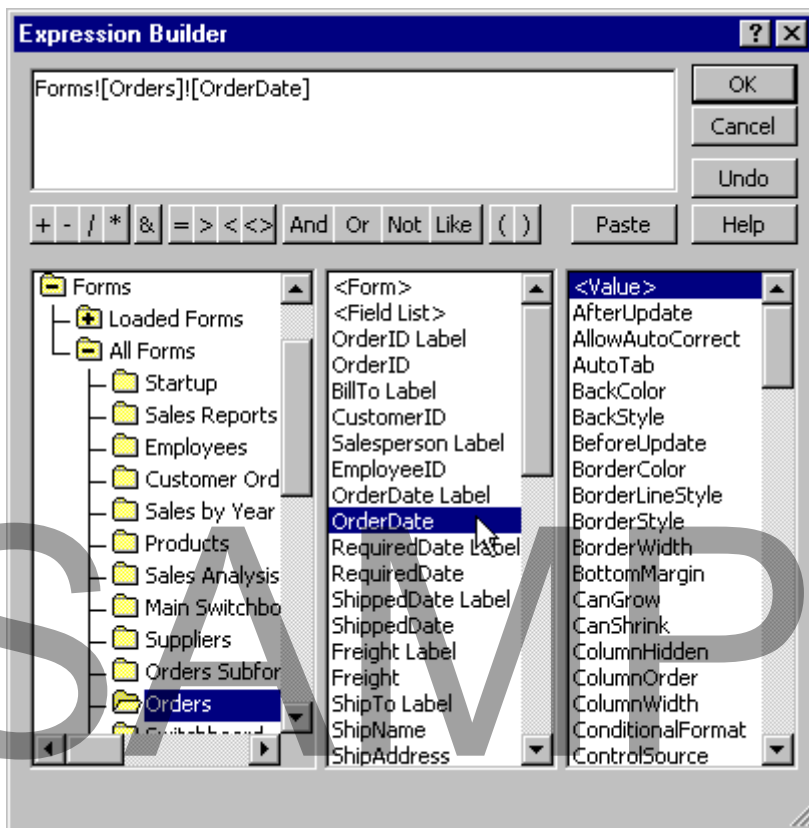 Expression Builder
? ×
Forms![Orders]![OrderDate]
OK
Cancel
Undo
+ - / * & = > < <> And Or Not Like ( ) Paste Help
Forms
Loaded Forms
All Forms
Startup
Sales Reports
Employees
Customer Ord
Sales by Year
Products
Sales Analysis
Main Switchbo
Suppliers
Orders Subfor
Orders
Switchboard
<Form>
<Field List>
OrderID Label
OrderID
BillTo Label
CustomerID
Salesperson Label
EmployeeID
OrderDate Label
OrderDate
RequiredDate Label
RequiredDate
ShippedDate Label
ShippedDate
Freight Label
Freight
ShipTo Label
ShipName
ShipAddress
<Value>
AfterUpdate
AllowAutoCorrect
AutoTab
BackColor
BackStyle
BeforeUpdate
BorderColor
BorderLineStyle
BorderStyle
BorderWidth
BottomMargin
CanGrow
CanShrink
ColumnHidden
ColumnOrder
ColumnWidth
ConditionalFormat
ControlSource
SAMP